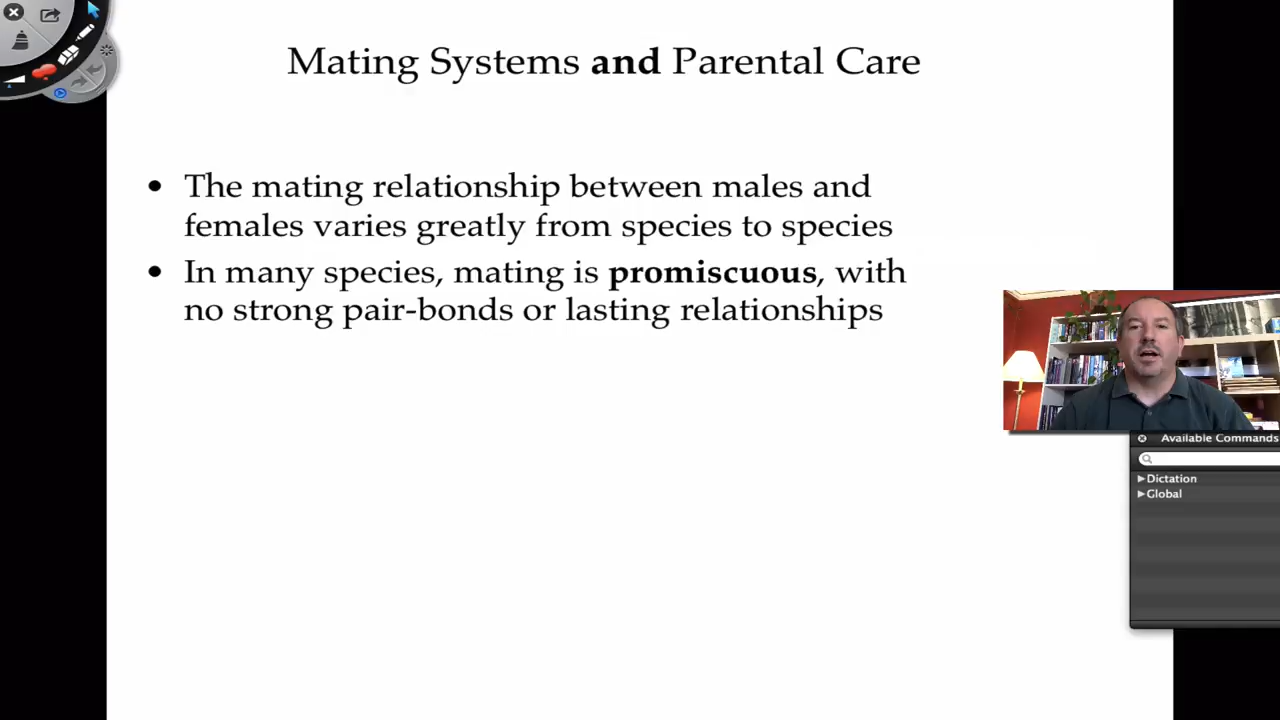 Mating Systems and Parental Care
• The mating relationship between males and
females varies greatly from species to species
• In many species, mating is promiscuous, with
no strong pair-bonds or lasting relationships
Available Commands
Dictation
Global